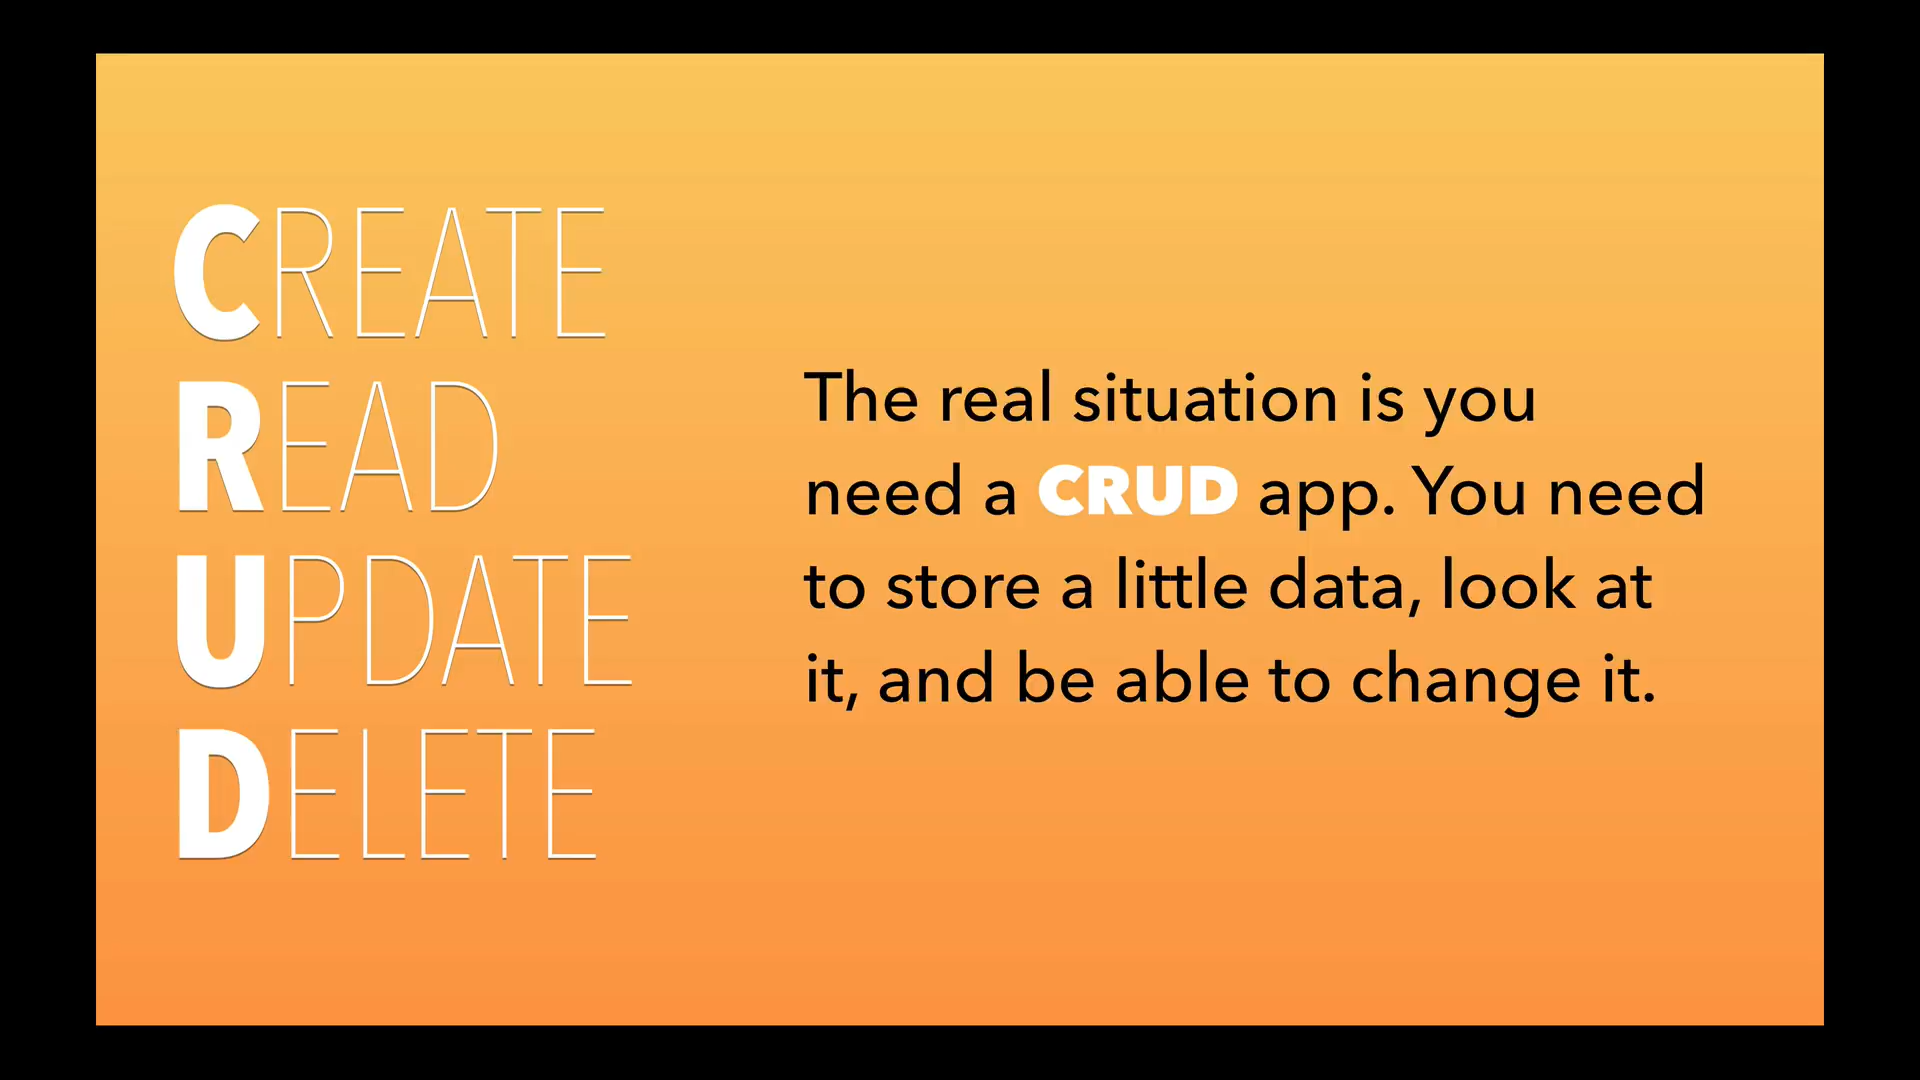 CREATE
READ
UPDATE
DELETE
The real situation is you
need a CRUD app. You need
to store a little data, look at
it, and be able to change it.